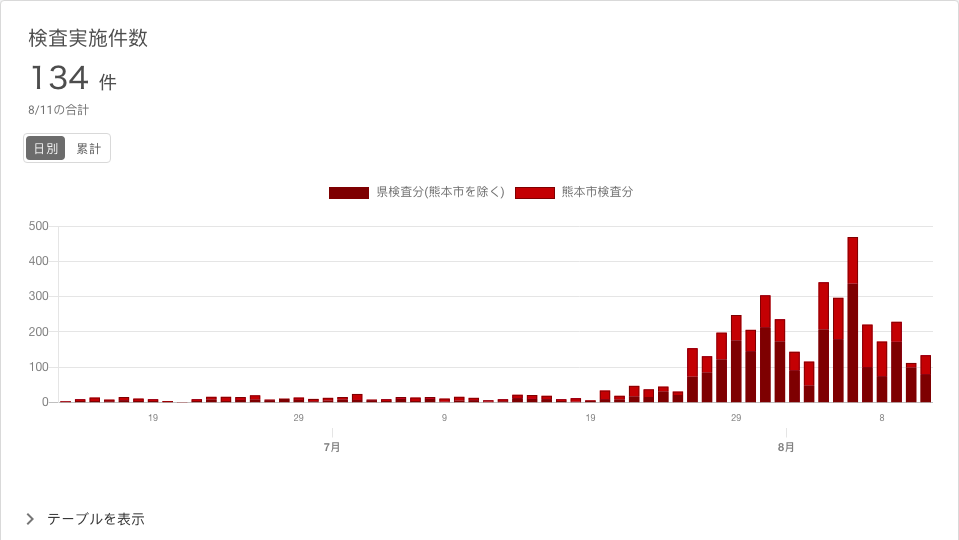 検査実施件数
134 件
8/11の合計
日別 累計
県検査分(熊本市を除く) 熊本市検査分
500
400
300
200
100
0
19 29 9 19 29 8
7月 8月
テーブルを表示